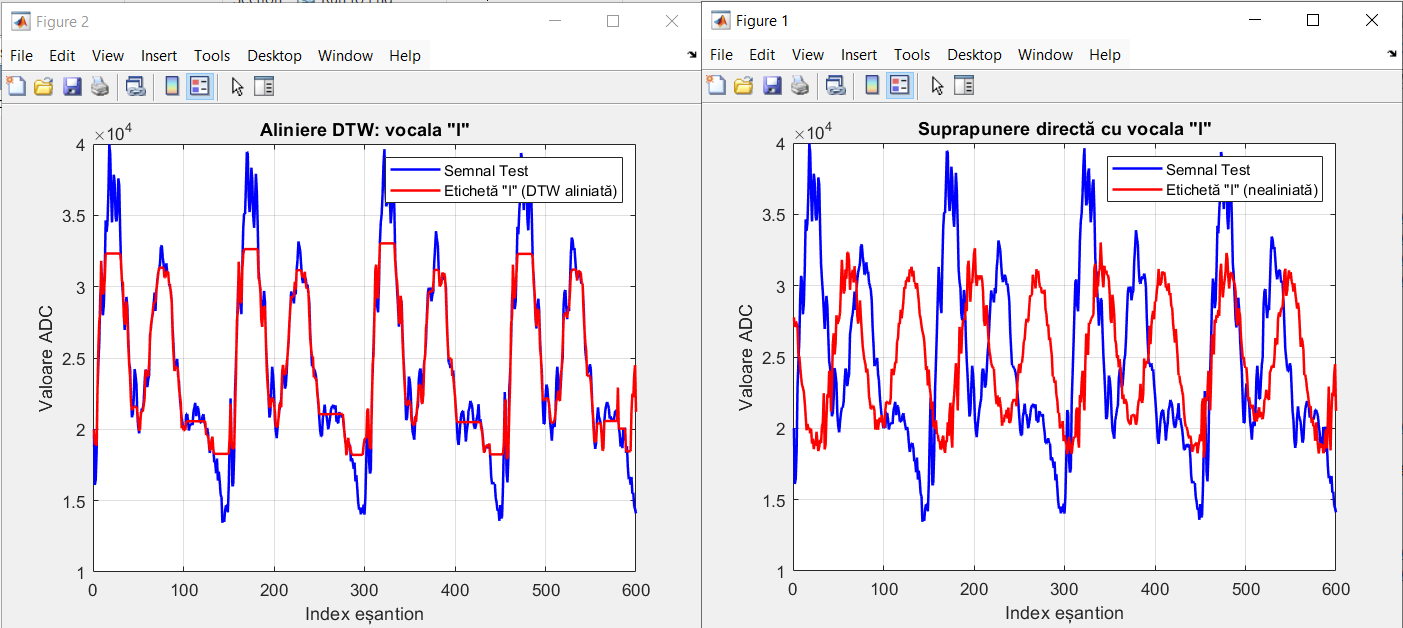 Figure 2
File Edit View Insert Tools Desktop Window Help
Aliniere DTW: vocala "I"
×10⁴
Semnal Test
Etichetă "I" (DTW aliniată)
4
3.5
3
2.5
2
1.5
1
Valoare ADC
0 100 200 300 400 500 600
Index eșantion
Figure 1
File Edit View Insert Tools Desktop Window Help
Suprapunere directă cu vocala "I"
×10⁴
Semnal Test
Etichetă "I" (nealiniată)
4
3.5
3
2.5
2
1.5
1
Valoare ADC
0 100 200 300 400 500 600
Index eșantion